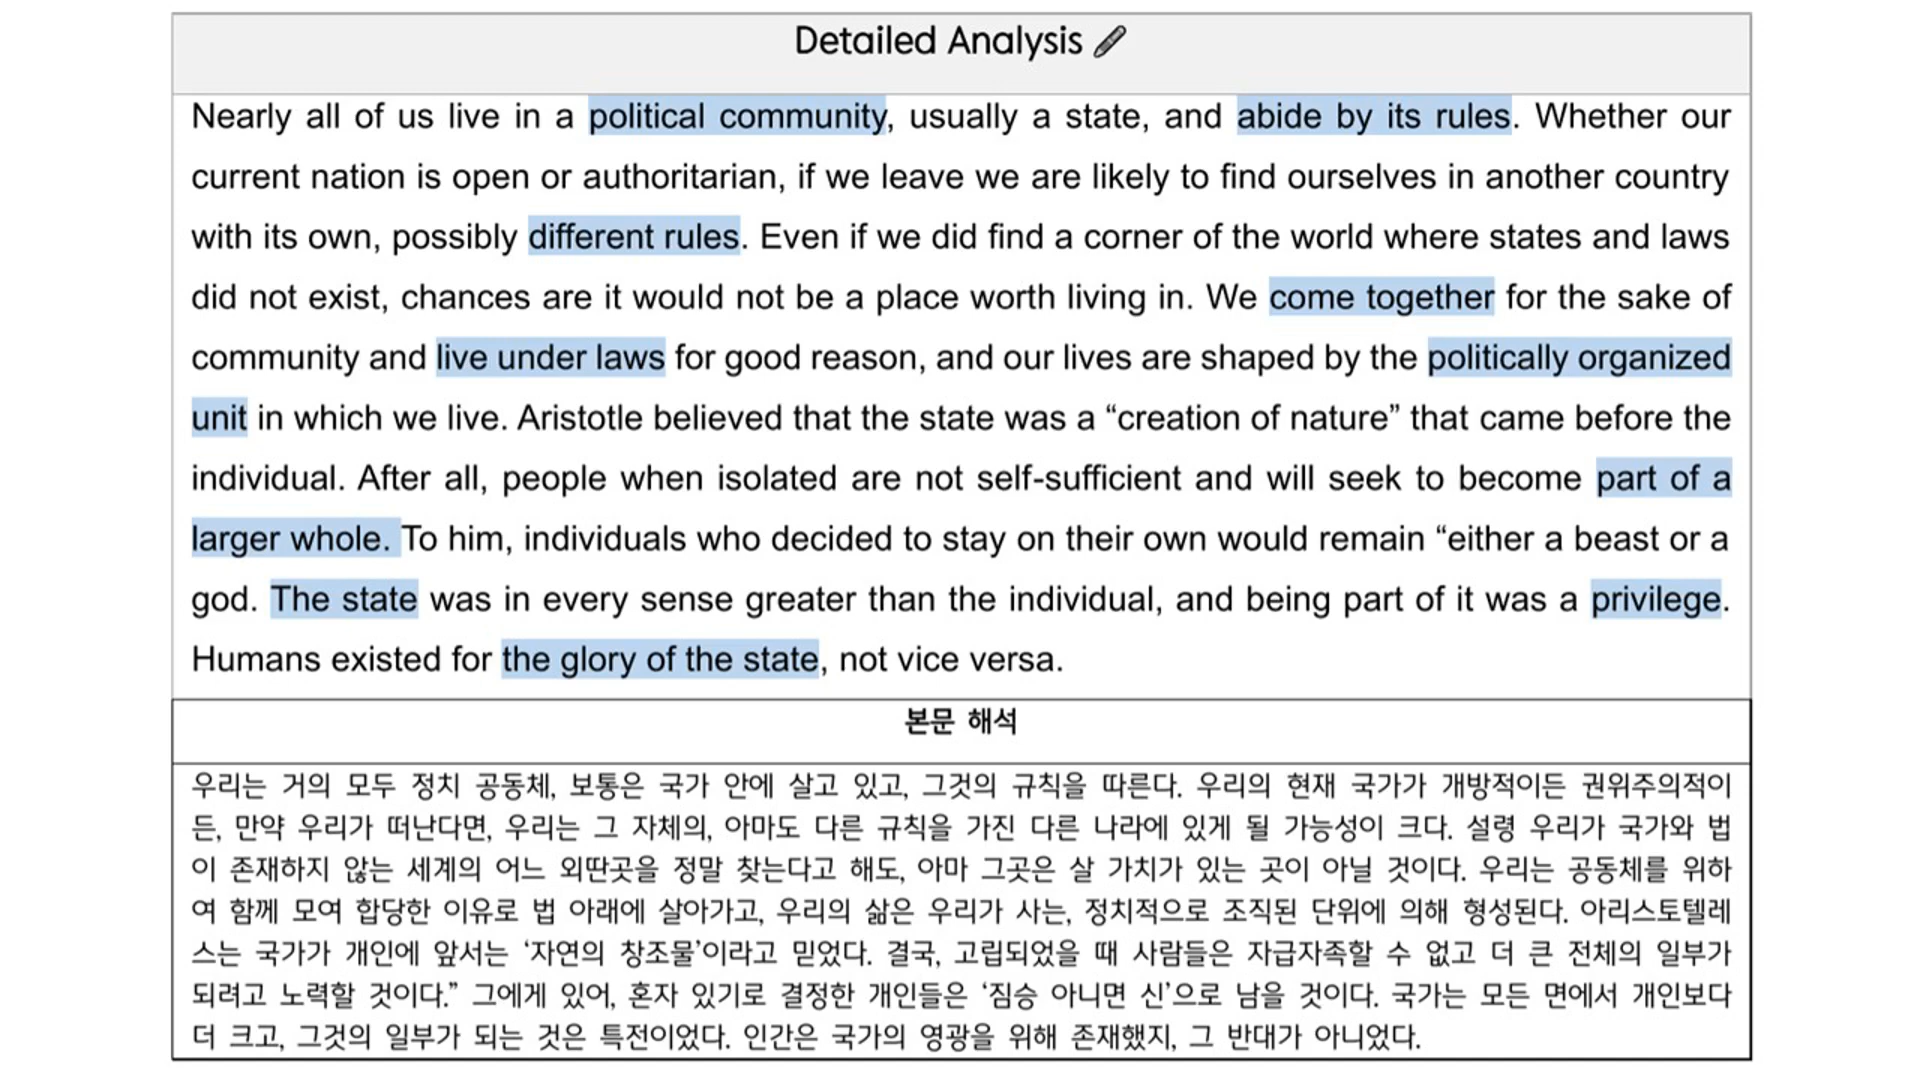 Detailed Analysis
Nearly all of us live in a political community, usually a state, and abide by its rules. Whether our
current nation is open or authoritarian, if we leave we are likely to find ourselves in another country
with its own, possibly different rules. Even if we did find a corner of the world where states and laws
did not exist, chances are it would not be a place worth living in. We come together for the sake of
community and live under laws for good reason, and our lives are shaped by the politically organized
unit in which we live. Aristotle believed that the state was a “creation of nature” that came before the
individual. After all, people when isolated are not self-sufficient and will seek to become part of a
larger whole. To him, individuals who decided to stay on their own would remain “either a beast or a
god. The state was in every sense greater than the individual, and being part of it was a privilege.
Humans existed for the glory of the state, not vice versa.
본문 해석
우리는 거의 모두 정치 공동체, 보통은 국가 안에 살고 있고, 그것의 규칙을 따른다. 우리의 현재 국가가 개방적이든 권위주의적이
든, 만약 우리가 떠난다면, 우리는 그 자체의, 아마도 다른 규칙을 가진 다른 나라에 있게 될 가능성이 크다. 설령 우리가 국가와 법
이 존재하지 않는 세계의 어느 외딴곳을 정말 찾는다고 해도, 아마 그곳은 살 가치가 있는 곳이 아닐 것이다. 우리는 공동체를 위하
여 함께 모여 합당한 이유로 법 아래에 살아가고, 우리의 삶은 우리가 사는, 정치적으로 조직된 단위에 의해 형성된다. 아리스토텔레
스는 국가가 개인에 앞서는 ‘자연의 창조물’이라고 믿었다. 결국, 고립되었을 때 사람들은 자급자족할 수 없고 더 큰 전체의 일부가
되려고 노력할 것이다.” 그에게 있어, 혼자 있기로 결정한 개인들은 ‘짐승 아니면 신’으로 남을 것이다. 국가는 모든 면에서 개인보다
더 크고, 그것의 일부가 되는 것은 특전이었다. 인간은 국가의 영광을 위해 존재했지, 그 반대가 아니었다.